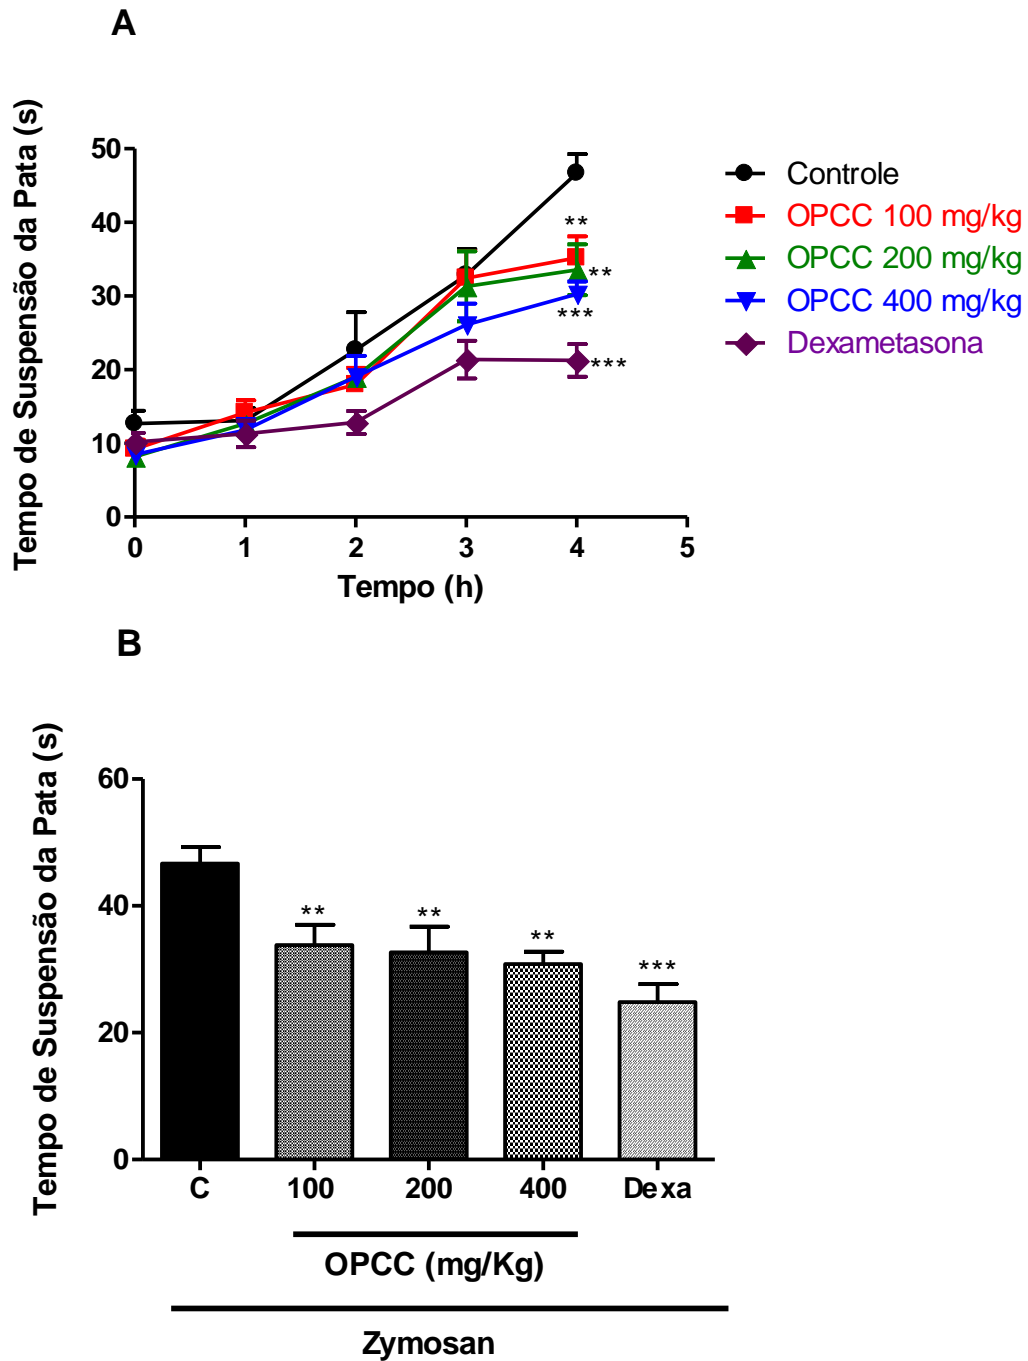 A
Tempo de Suspensão da Pata (s)
50
40
30
20
10
0
0 1 2 3 4 5
Tempo (h)
**
**
***
***
Controle
OPCC 100 mg/kg
OPCC 200 mg/kg
OPCC 400 mg/kg
Dexametasona
B
Tempo de Suspensão da Pata (s)
60
40
20
0
** ** ** ***
C 100 200 400 Dexa
OPCC (mg/Kg)
Zymosan